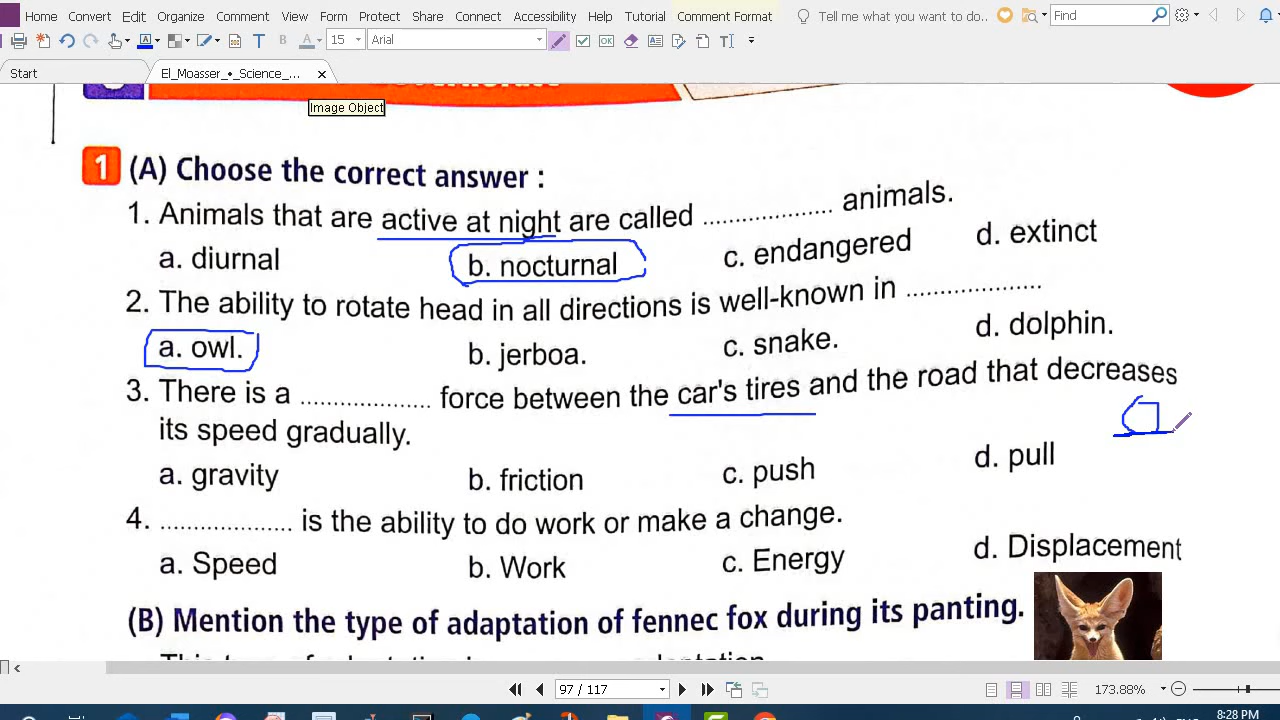 Home Convert Edit Organize Comment View Form Protect Share Connect Accessibility Help Tutorial Comment Format Tell me what you want to do.. Find
15 Arial
Start El_Moasser_•_Science_...
Image Object
1 (A) Choose the correct answer :
1. Animals that are active at night are called .................... animals.
a. diurnal b. nocturnal c. endangered d. extinct
2. The ability to rotate head in all directions is well-known in .....................
a. owl. b. jerboa. c. snake. d. dolphin.
3. There is a .................... force between the car's tires and the road that decreases
its speed gradually.
a. gravity b. friction c. push d. pull
4. .................... is the ability to do work or make a change.
a. Speed b. Work c. Energy d. Displacement
(B) Mention the type of adaptation of fennec fox during its panting.
97 / 117 173.88%
8:28 PM